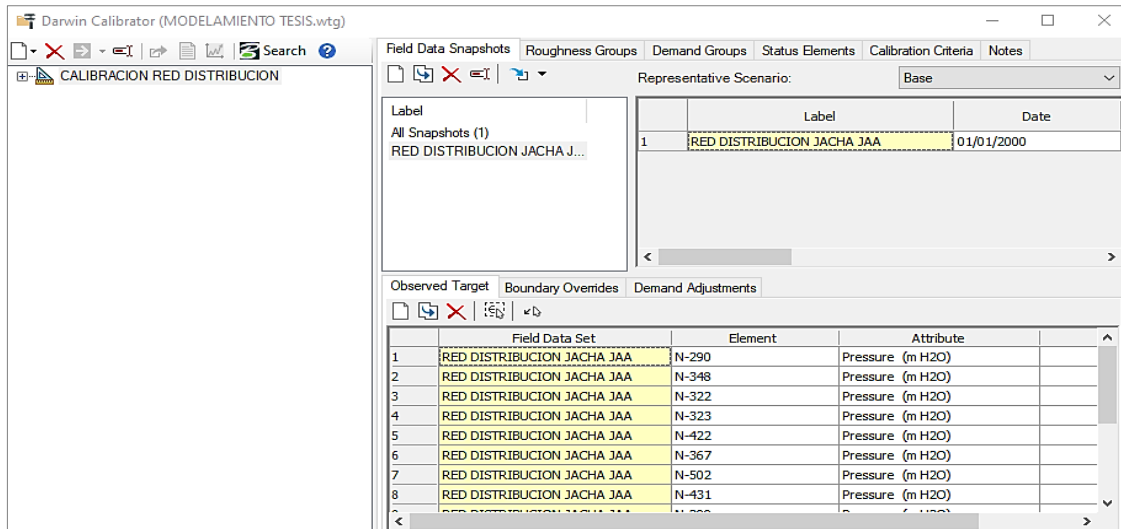 Darwin Calibrator (MODELAMIENTO TESIS.wtg)
Search
CALIBRACION RED DISTRIBUCION
Field Data Snapshots Roughness Groups Demand Groups Status Elements Calibration Criteria Notes
Representative Scenario: Base
Label
All Snapshots (1)
RED DISTRIBUCION JACHA J...
Label Date
1 RED DISTRIBUCION JACHA JAA 01/01/2000
Observed Target Boundary Overrides Demand Adjustments
Field Data Set Element Attribute
1 RED DISTRIBUCION JACHA JAA N-290 Pressure (m H2O)
2 RED DISTRIBUCION JACHA JAA N-348 Pressure (m H2O)
3 RED DISTRIBUCION JACHA JAA N-322 Pressure (m H2O)
4 RED DISTRIBUCION JACHA JAA N-323 Pressure (m H2O)
5 RED DISTRIBUCION JACHA JAA N-422 Pressure (m H2O)
6 RED DISTRIBUCION JACHA JAA N-367 Pressure (m H2O)
7 RED DISTRIBUCION JACHA JAA N-502 Pressure (m H2O)
8 RED DISTRIBUCION JACHA JAA N-431 Pressure (m H2O)